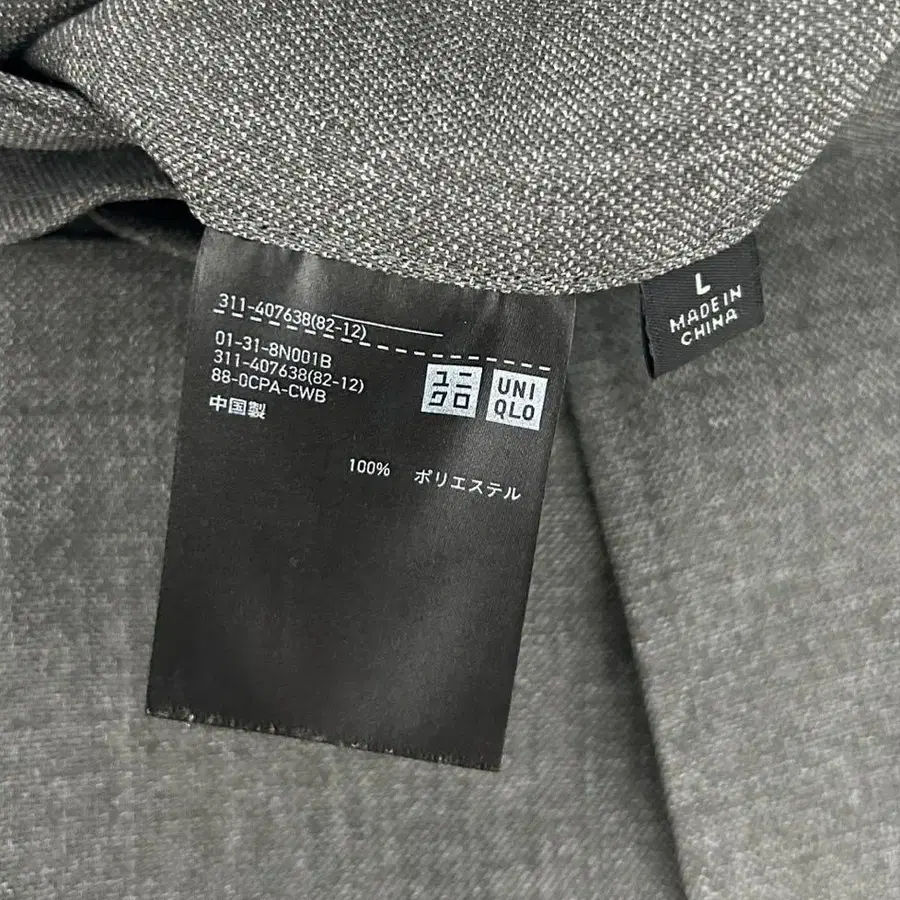 311-407638(82-12)
01-31-8N001B
311-407638(82-12)
88-0CPA-CWB
中国製
ユニ
クロ
UNI
QLO
100% ポリエステル
L
MADE IN
CHINA